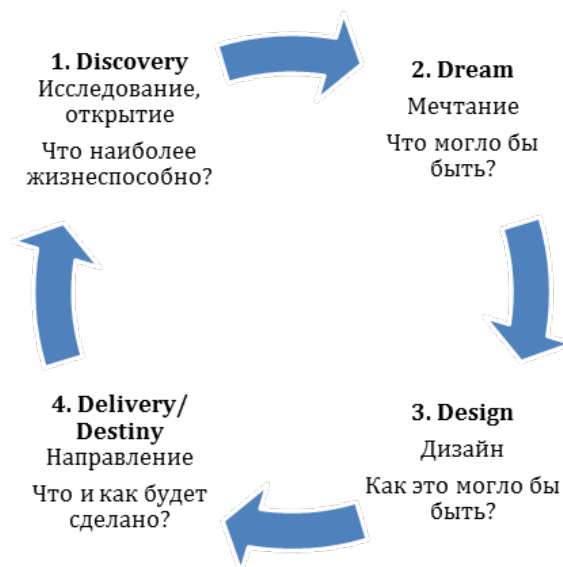 1. Discovery
Исследование,
открытие
Что наиболее
жизнеспособно?
2. Dream
Мечтание
Что могло бы
быть?
3. Design
Дизайн
Как это могло бы
быть?
4. Delivery/
Destiny
Направление
Что и как будет
сделано?